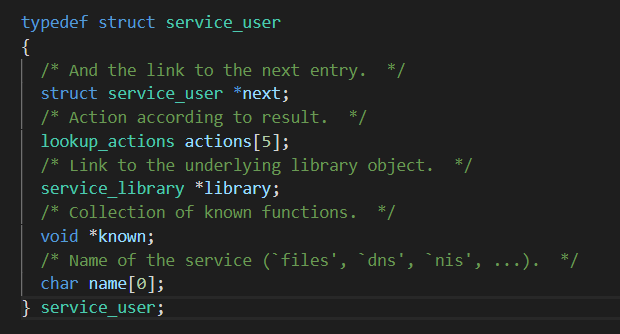 typedef struct service_user
{
  /* And the link to the next entry.  */
  struct service_user *next;
  /* Action according to result.  */
  lookup_actions actions[5];
  /* Link to the underlying library object.  */
  service_library *library;
  /* Collection of known functions.  */
  void *known;
  /* Name of the service (`files', `dns', `nis', ...).  */
  char name[0];
} service_user;